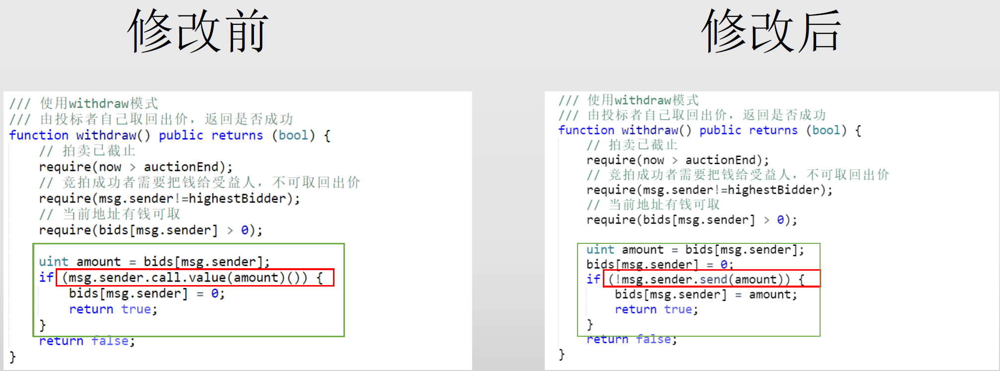 修改前
/// 使用withdraw模式
/// 由投标者自己取回出价，返回是否成功
function withdraw() public returns (bool) {
    // 拍卖已截止
    require(now > auctionEnd);
    // 竞拍成功者需要把钱给受益人，不可取回出价
    require(msg.sender!=highestBidder);
    // 当前地址有钱可取
    require(bids[msg.sender] > 0);
    uint amount = bids[msg.sender];
    if (msg.sender.call.value(amount)()) {
        bids[msg.sender] = 0;
        return true;
    }
    return false;
}
修改后
/// 使用withdraw模式
/// 由投标者自己取回出价，返回是否成功
function withdraw() public returns (bool) {
    // 拍卖已截止
    require(now > auctionEnd);
    // 竞拍成功者需要把钱给受益人，不可取回出价
    require(msg.sender!=highestBidder);
    // 当前地址有钱可取
    require(bids[msg.sender] > 0);
    uint amount = bids[msg.sender];
    bids[msg.sender] = 0;
    if (!msg.sender.send(amount)) {
        bids[msg.sender] = amount;
        return true;
    }
    return false;
}